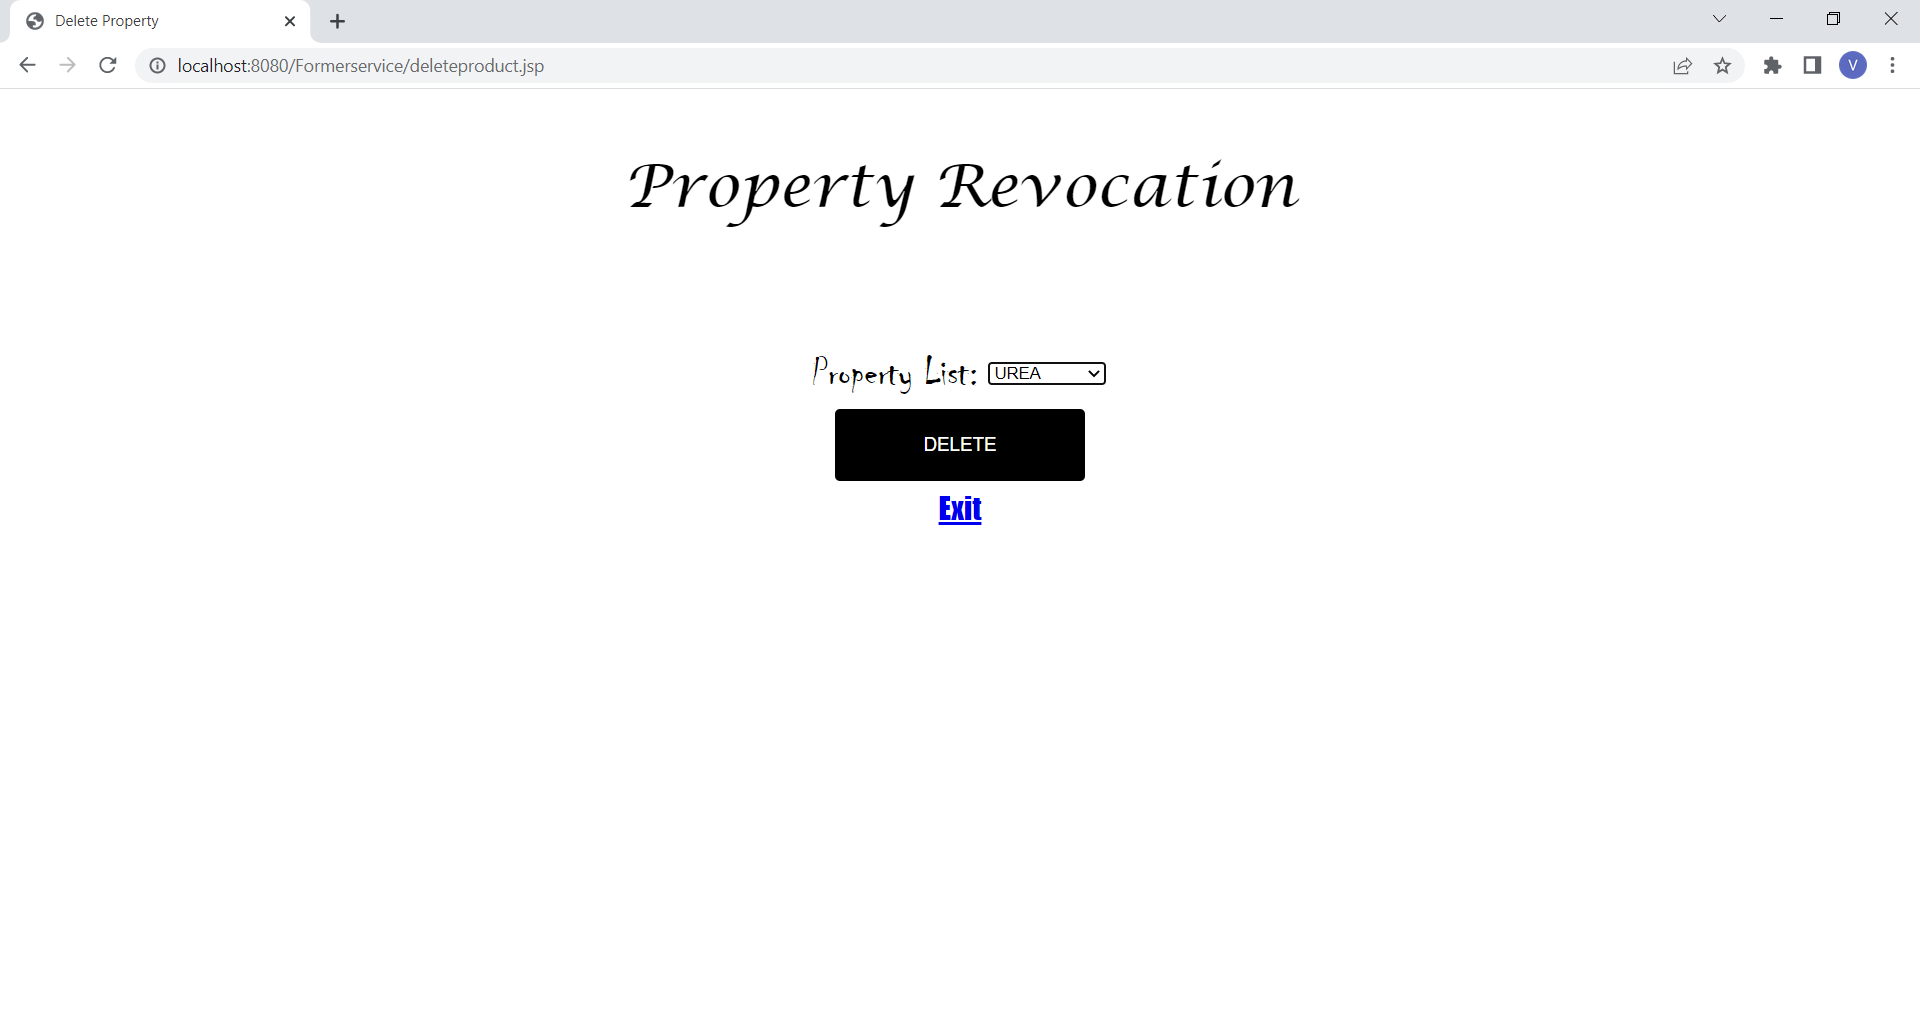 Delete Property
localhost:8080/Formerservice/deleteproduct.jsp
V
Property Revocation
Property List: UREA
DELETE
Exit